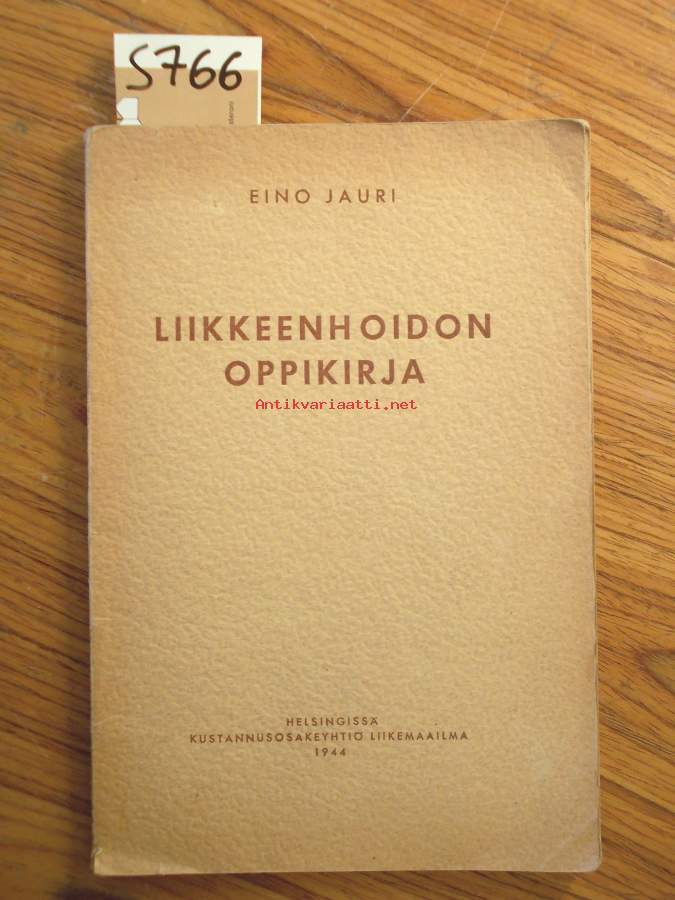 S766
EINO JAURI
LIIKKEENHOIDON
OPPIKIRJA
Antikvariaatti.net
HELSINGISSÄ
KUSTANNUSOSAKEYHTIÖ LIIKEMAAILMA
1944